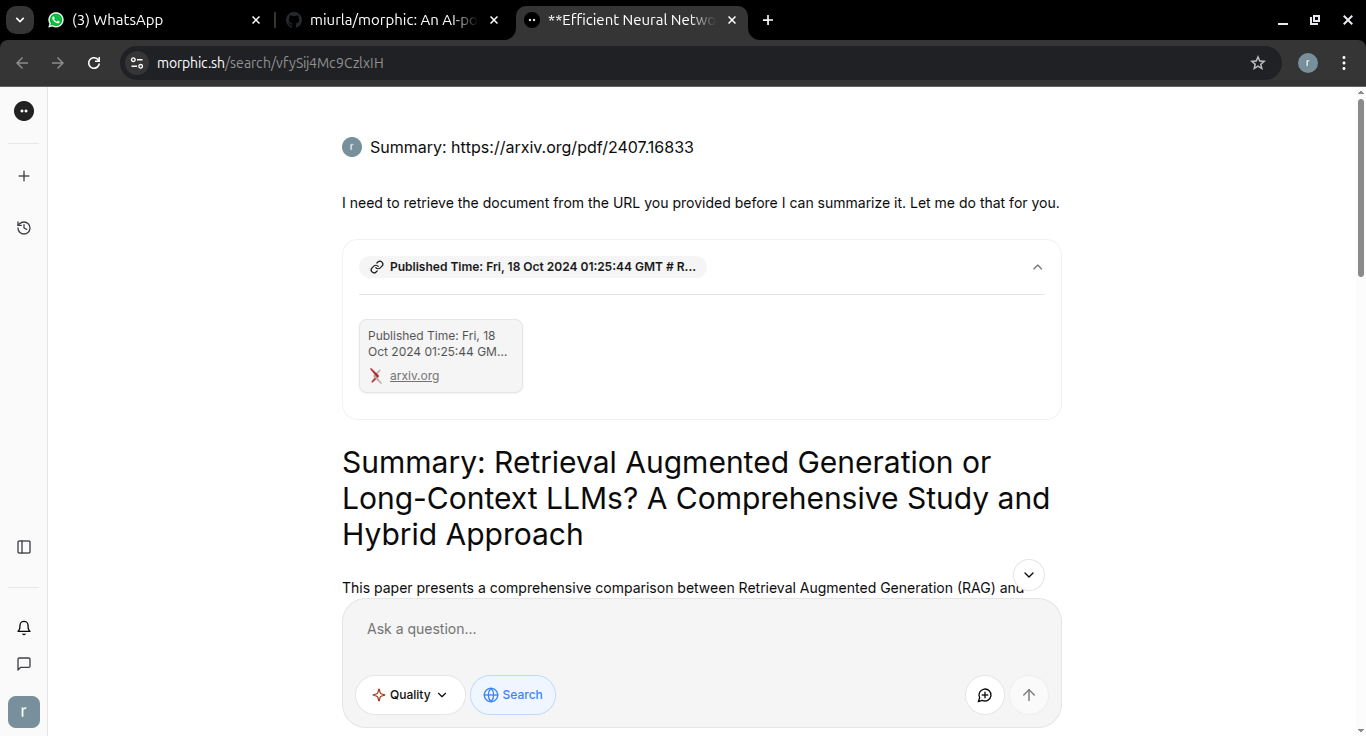 (3) WhatsApp
miurla/morphic: An AI-po
**Efficient Neural Netwo
morphic.sh/search/vfySij4Mc9CzlxIH
r
r Summary: https://arxiv.org/pdf/2407.16833
I need to retrieve the document from the URL you provided before I can summarize it. Let me do that for you.
Published Time: Fri, 18 Oct 2024 01:25:44 GMT # R...
Published Time: Fri, 18
Oct 2024 01:25:44 GM...
arxiv.org
Summary: Retrieval Augmented Generation or
Long-Context LLMs? A Comprehensive Study and
Hybrid Approach
This paper presents a comprehensive comparison between Retrieval Augmented Generation (RAG) and
Ask a question...
Quality
Search
r